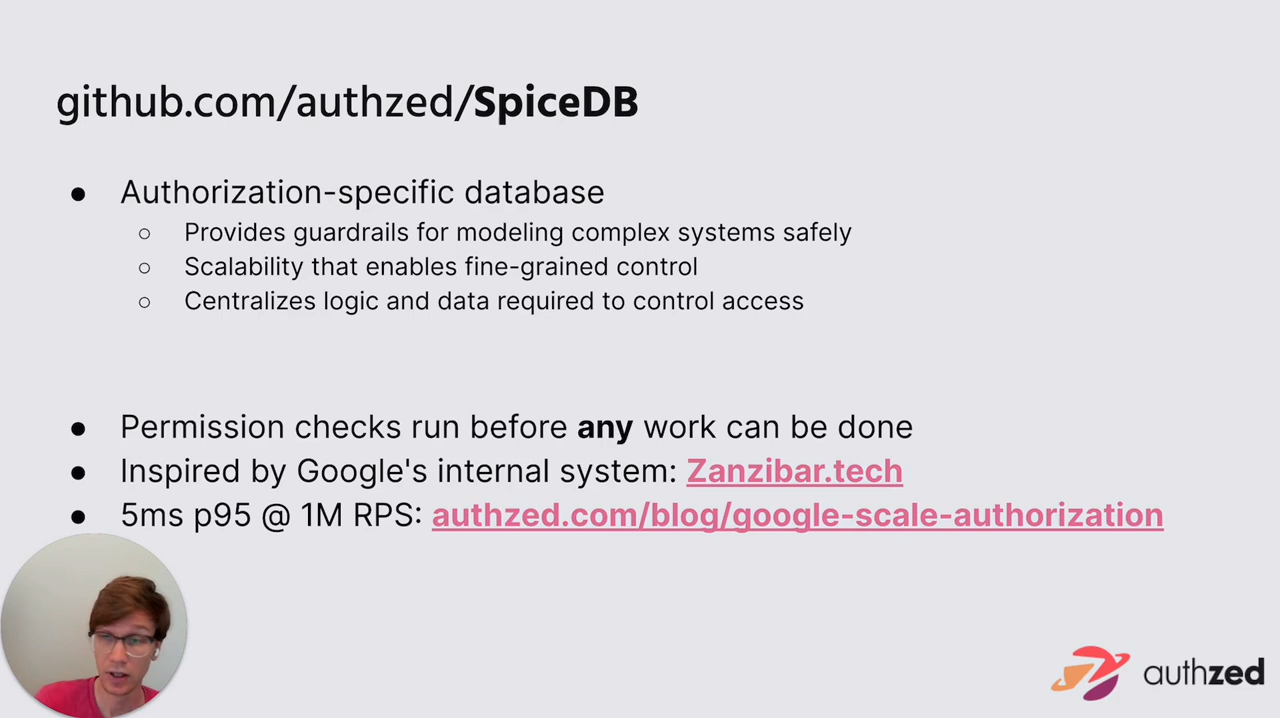 github.com/authzed/SpiceDB
● Authorization-specific database
○ Provides guardrails for modeling complex systems safely
○ Scalability that enables fine-grained control
○ Centralizes logic and data required to control access
● Permission checks run before any work can be done
● Inspired by Google's internal system: Zanzibar.tech
● 5ms p95 @ 1M RPS: authzed.com/blog/google-scale-authorization
authzed